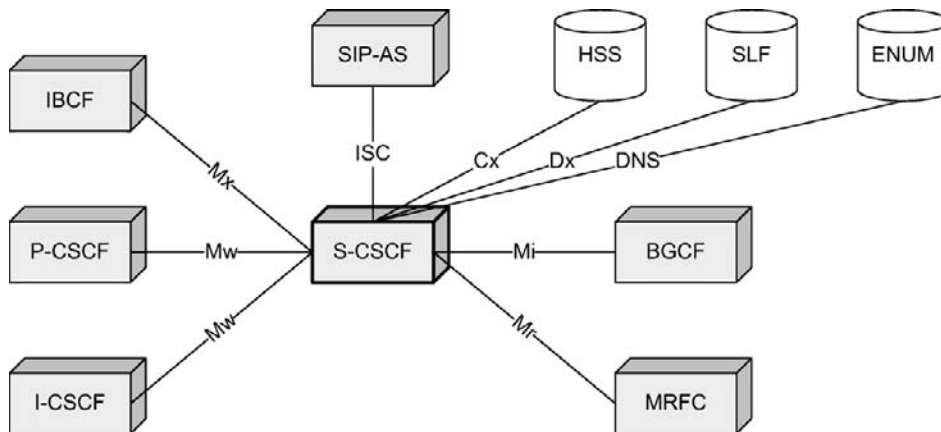 SIP-AS
HSS
SLF
ENUM
IBCF
ISC
Cx
Dx
DNS
Mx
P-CSCF
Mw
S-CSCF
Mi
BGCF
Mw
Mr
I-CSCF
MRFC